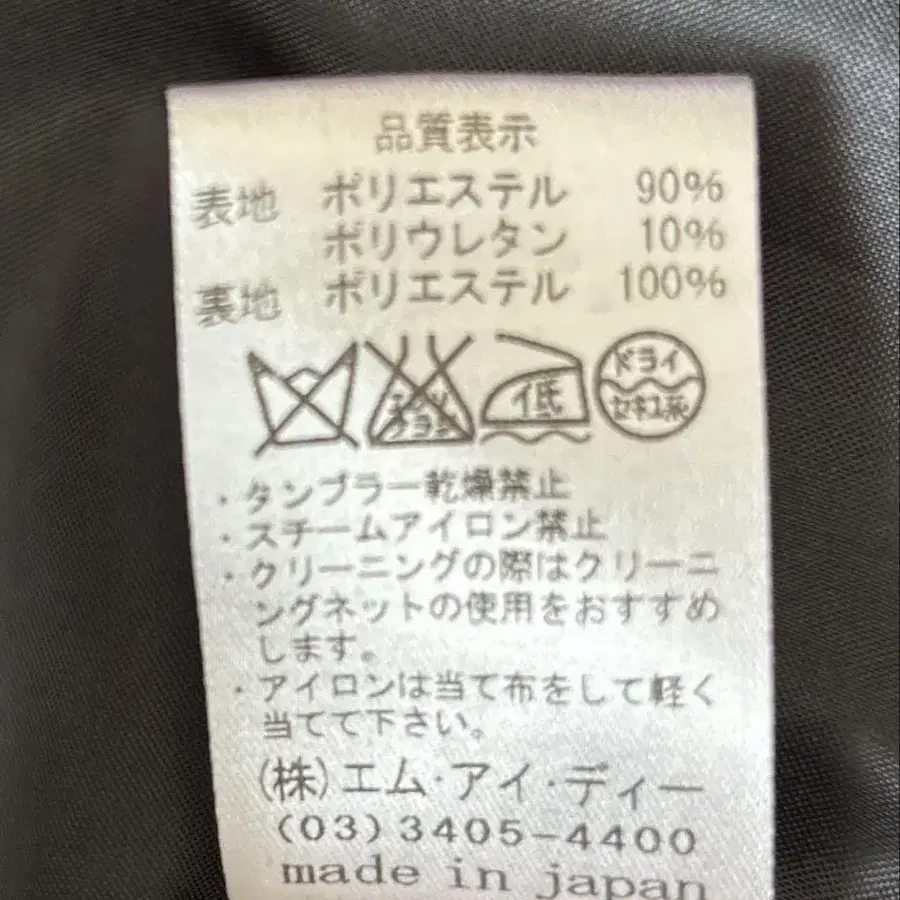 品質表示
表地 ポリエステル 90%
ポリウレタン 10%
裏地 ポリエステル 100%
エンソ サラシ 低 ドライ セキユ系
・タンブラー乾燥禁止
・スチームアイロン禁止
・クリーニングの際はクリーニ
ングネットの使用をおすすめ
します。
・アイロンは当て布をして軽く
当てて下さい。
(株)エム・アイ・ディー
(03)3405-4400
made in japan